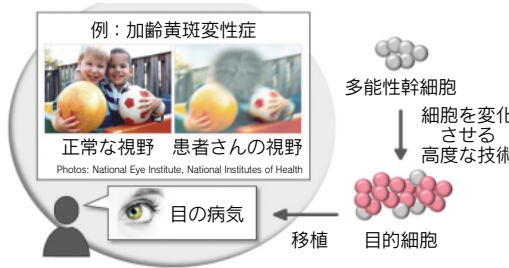 例：加齢黄斑変性症
正常な視野
患者さんの視野
Photos: National Eye Institute, National Institutes of Health
目の病気
多能性幹細胞
細胞を変化
させる
高度な技術
移植
目的細胞